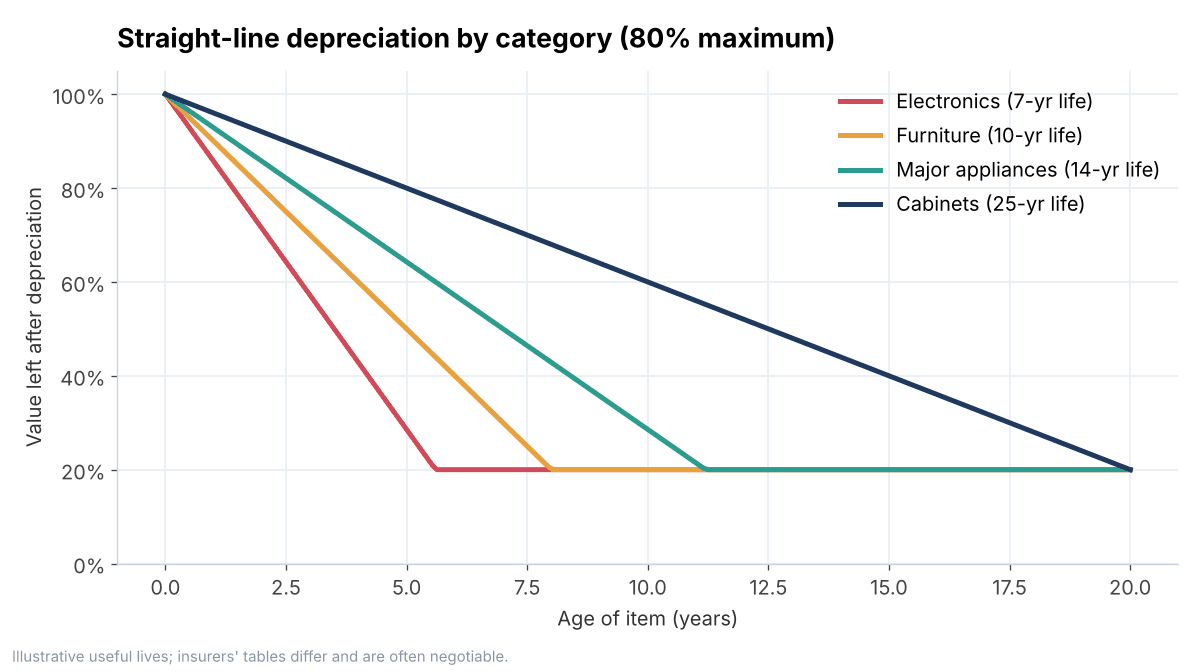 Straight-line depreciation by category (80% maximum)
Electronics (7-yr life)
Furniture (10-yr life)
Major appliances (14-yr life)
Cabinets (25-yr life)
Value left after depreciation
100%
80%
60%
40%
20%
0%
0.0 2.5 5.0 7.5 10.0 12.5 15.0 17.5 20.0
Age of item (years)
Illustrative useful lives; insurers' tables differ and are often negotiable.